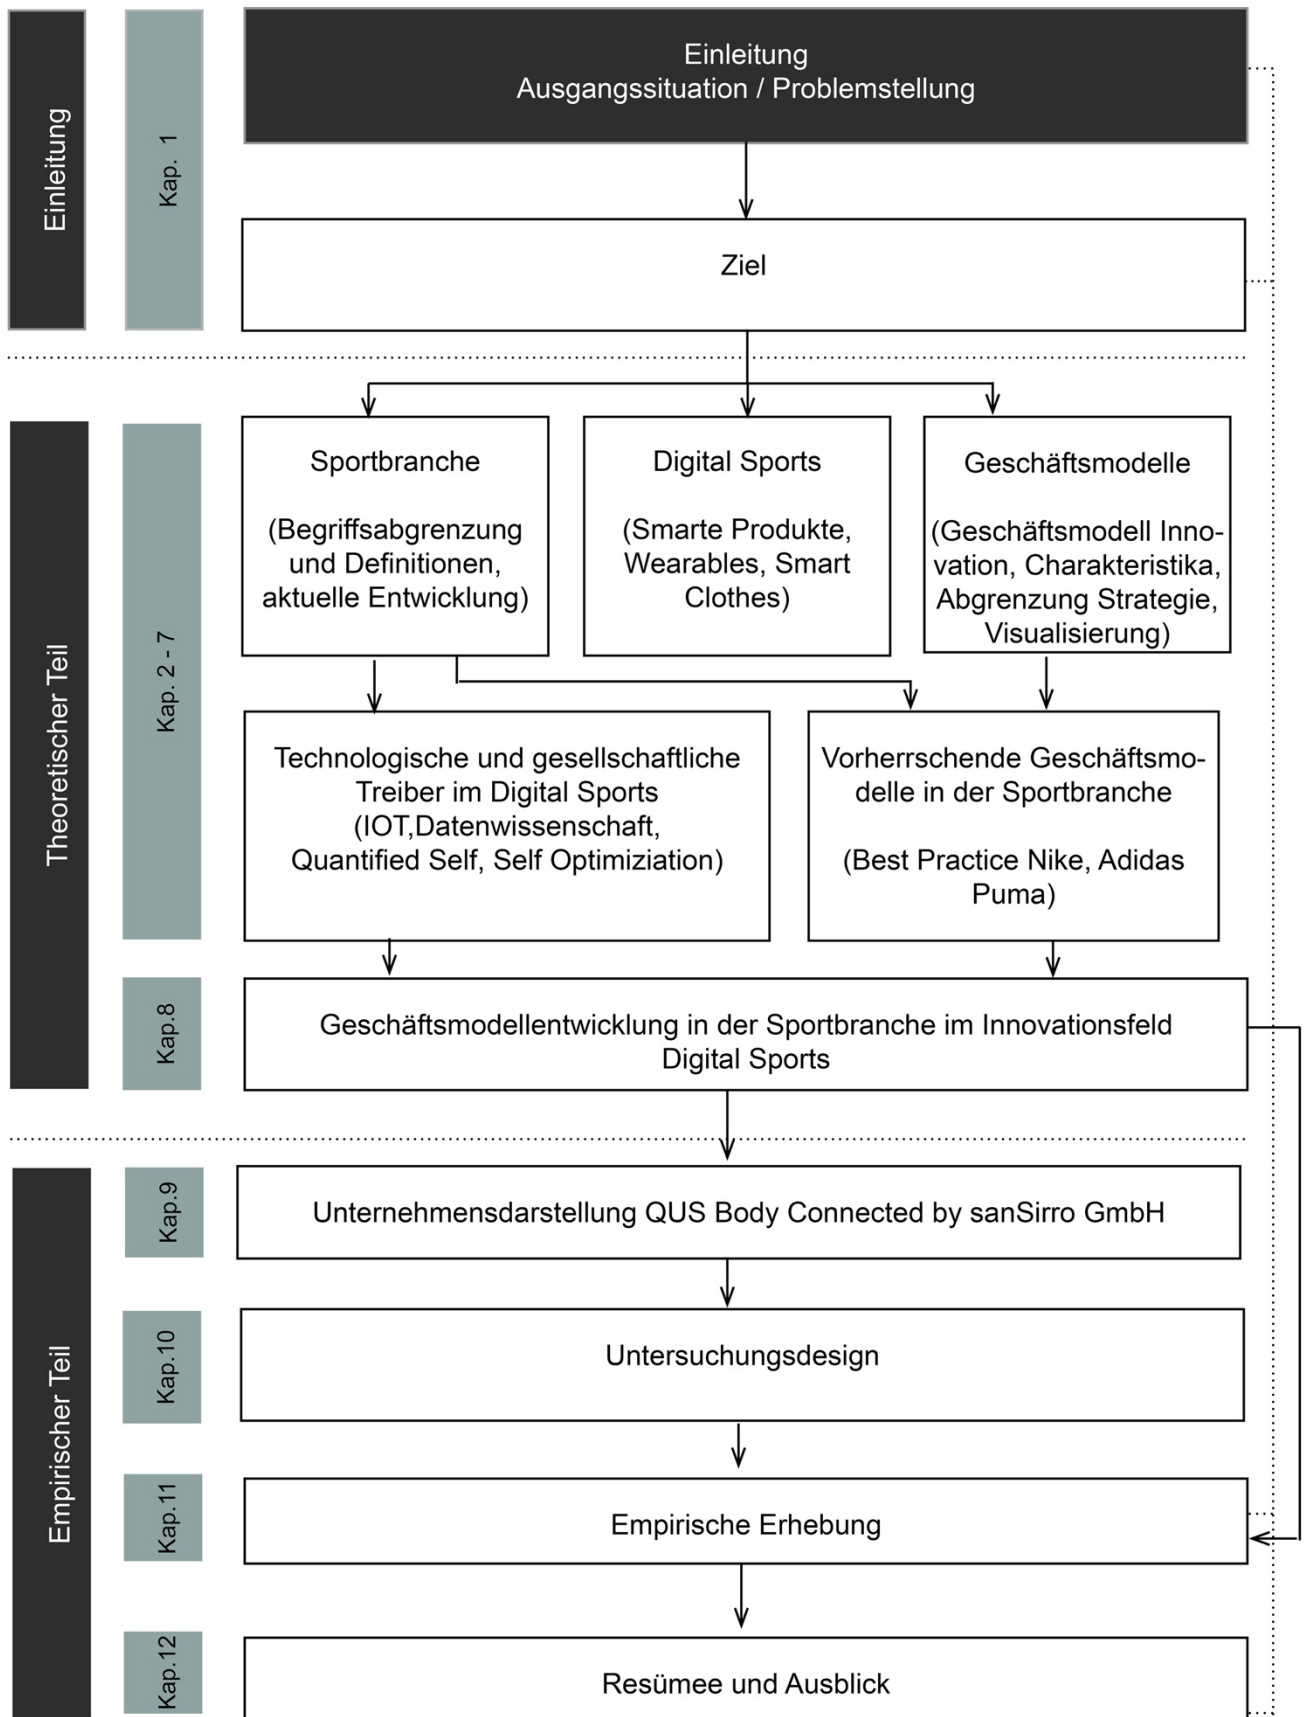 Einleitung
Kap. 1
Einleitung
Ausgangssituation / Problemstellung
Ziel
Theoretischer Teil
Kap. 2 - 7
Sportbranche
(Begriffsabgrenzung
und Definitionen,
aktuelle Entwicklung)
Digital Sports
(Smarte Produkte,
Wearables, Smart
Clothes)
Geschäftsmodelle
(Geschäftsmodell Inno-
vation, Charakteristika,
Abgrenzung Strategie,
Visualisierung)
Technologische und gesellschaftliche
Treiber im Digital Sports
(IOT,Datenwissenschaft,
Quantified Self, Self Optimiziation)
Vorherrschende Geschäftsmo-
delle in der Sportbranche
(Best Practice Nike, Adidas
Puma)
Kap.8
Geschäftsmodellentwicklung in der Sportbranche im Innovationsfeld
Digital Sports
Empirischer Teil
Kap.9
Unternehmensdarstellung QUS Body Connected by sanSirro GmbH
Kap.10
Untersuchungsdesign
Kap.11
Empirische Erhebung
Kap.12
Resümee und Ausblick